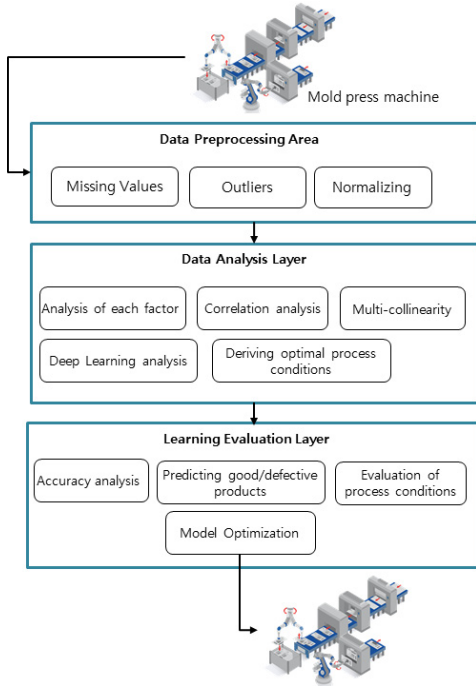 Mold press machine
Data Preprocessing Area
Missing Values
Outliers
Normalizing
Data Analysis Layer
Analysis of each factor
Correlation analysis
Multi-collinearity
Deep Learning analysis
Deriving optimal process
conditions
Learning Evaluation Layer
Accuracy analysis
Predicting good/defective
products
Evaluation of
process conditions
Model Optimization